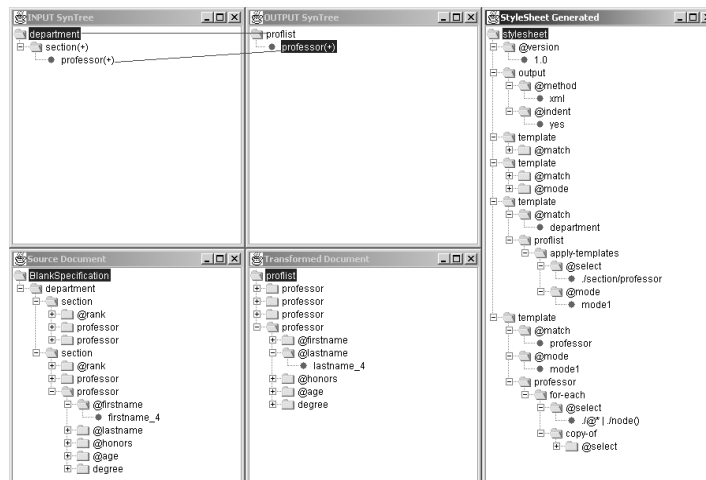 INPUT SynTree
department
section(+)
professor(+)
OUTPUT SynTree
proflist
professor(+)
StyleSheet Generated
stylesheet
@version
1.0
output
@method
xml
@indent
yes
template
@match
template
@match
@mode
template
@match
department
proflist
apply-templates
@select
./section/professor
@mode
mode1
template
@match
professor
@mode
mode1
professor
for-each
@select
./@* | ./node()
copy-of
@select
Source Document
BlankSpecification
department
section
@rank
professor
professor
section
@rank
professor
professor
@firstname
firstname_4
@lastname
@honors
@age
degree
Transformed Document
proflist
professor
professor
professor
professor
@firstname
@lastname
lastname_4
@honors
@age
degree